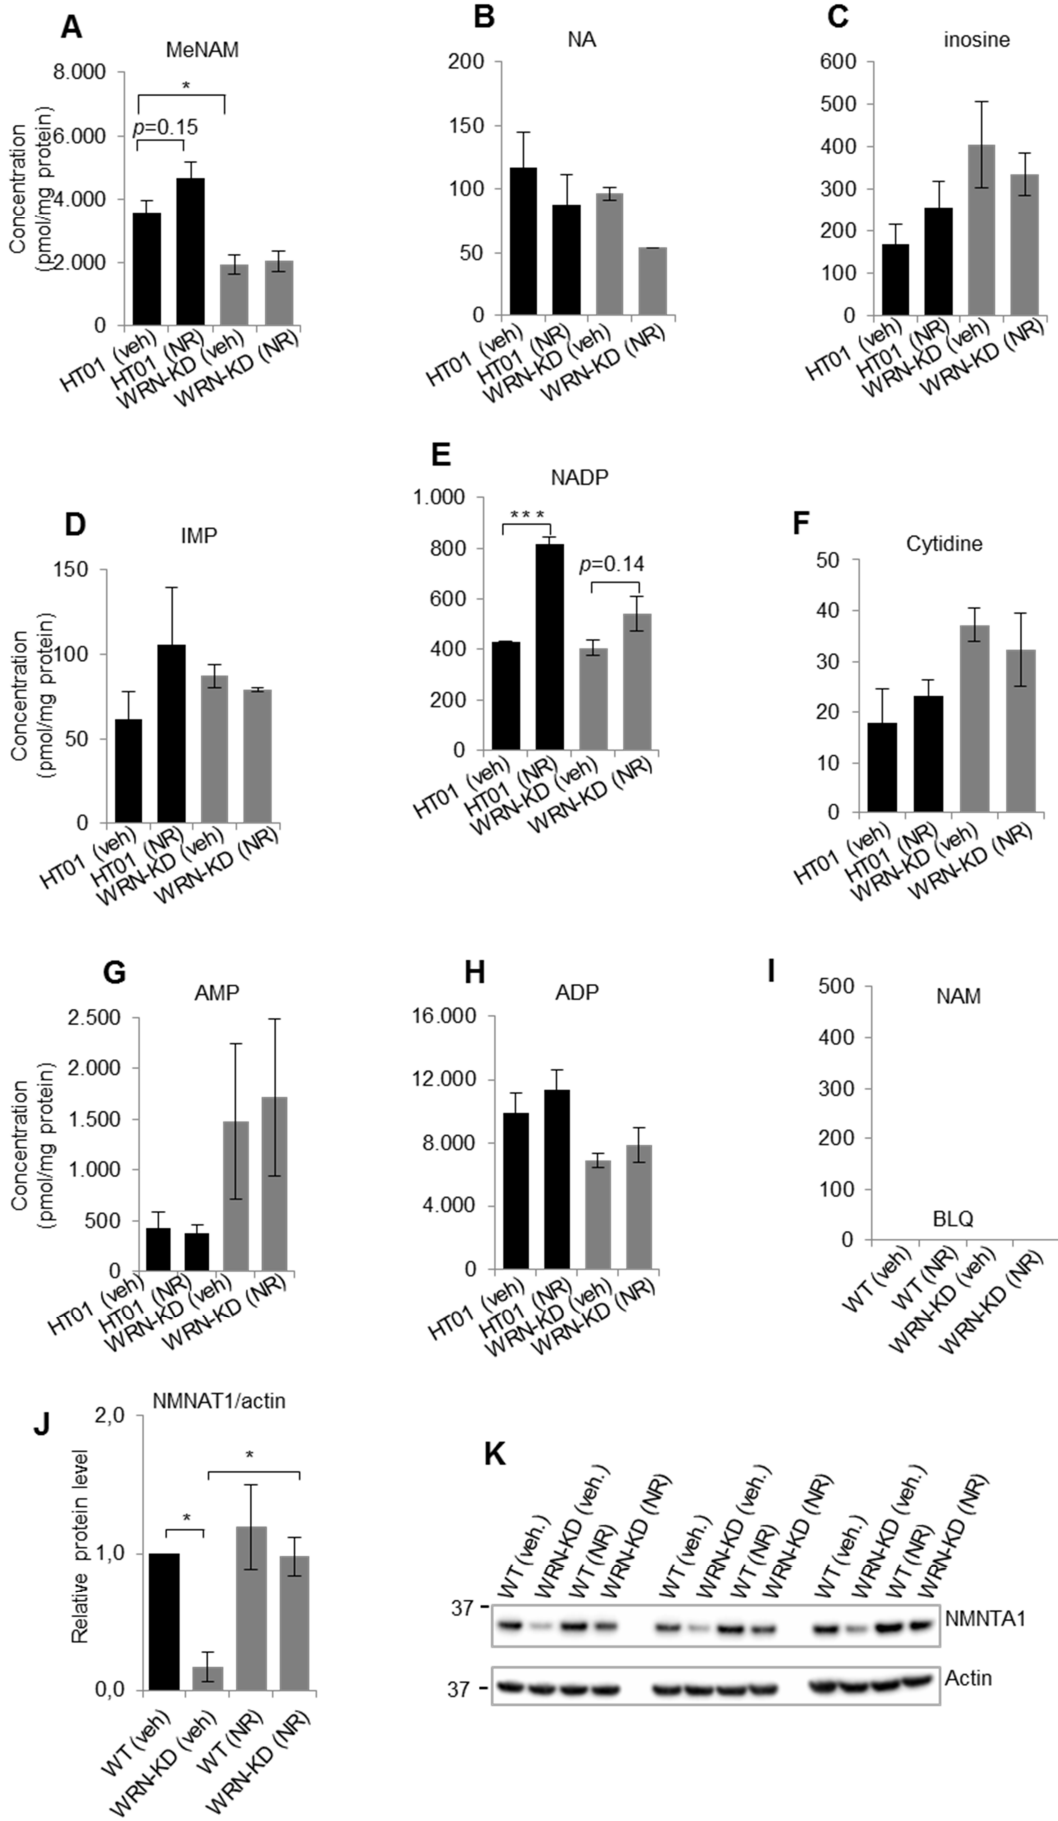 A
MeNAM
8.000
6.000
4.000
2.000
0
Concentration
(pmol/mg protein)
*
p=0.15
HT01 (veh)
HT01 (NR)
WRN-KD (veh)
WRN-KD (NR)
B
NA
200
150
100
50
0
HT01 (veh)
HT01 (NR)
WRN-KD (veh)
WRN-KD (NR)
C
inosine
600
500
400
300
200
100
0
HT01 (veh)
HT01 (NR)
WRN-KD (veh)
WRN-KD (NR)
D
IMP
150
100
50
0
Concentration
(pmol/mg protein)
HT01 (veh)
HT01 (NR)
WRN-KD (veh)
WRN-KD (NR)
E
NADP
1.000
800
600
400
200
0
***
p=0.14
HT01 (veh)
HT01 (NR)
WRN-KD (veh)
WRN-KD (NR)
F
Cytidine
50
40
30
20
10
0
HT01 (veh)
HT01 (NR)
WRN-KD (veh)
WRN-KD (NR)
G
AMP
2.500
2.000
1.500
1.000
500
0
Concentration
(pmol/mg protein)
HT01 (veh)
HT01 (NR)
WRN-KD (veh)
WRN-KD (NR)
H
ADP
16.000
12.000
8.000
4.000
0
HT01 (veh)
HT01 (NR)
WRN-KD (veh)
WRN-KD (NR)
I
NAM
500
400
300
200
100
0
BLQ
WT (veh)
WT (NR)
WRN-KD (veh)
WRN-KD (NR)
J
NMNAT1/actin
2,0
1,0
0,0
Relative protein level
*
*
WT (veh)
WRN-KD (veh)
WT (NR)
WRN-KD (NR)
K
WT (veh.)
WRN-KD (veh.)
WT (NR)
WRN-KD (NR)
WT (veh.)
WRN-KD (veh.)
WT (NR)
WRN-KD (NR)
WT (veh.)
WRN-KD (veh.)
WT (NR)
WRN-KD (NR)
37
NMNTA1
37
Actin